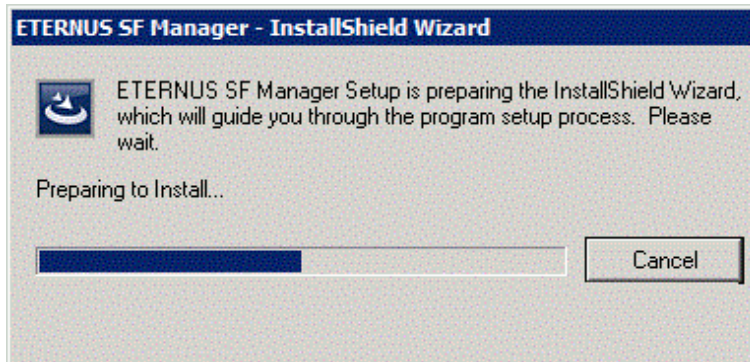 ETERNUS SF Manager - InstallShield Wizard
ETERNUS SF Manager Setup is preparing the InstallShield Wizard,
which will guide you through the program setup process. Please
wait.
Preparing to Install...
Cancel